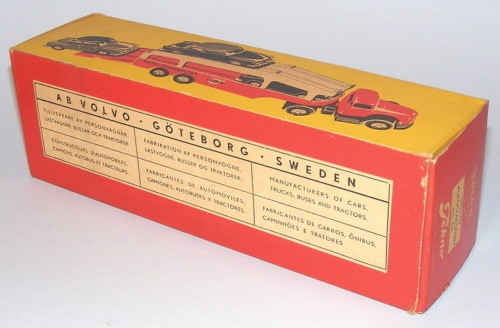 AB VOLVO · GÖTEBORG · SWEDEN
TILLVERKARE AV PERSONVAGNAR,
LASTVAGNAR, BUSSAR OCH TRAKTORER.
FABRIKATION AF PERSONVOGNE,
LASTVOGNE, BUSSER OG TRAKTORER.
MANUFACTURERS OF CARS,
TRUCKS, BUSES AND TRACTORS.
CONSTRUCTEURS D'AUTOMOBILES,
CAMIONS, AUTOBUS ET TRACTEURS
FABRICANTES DE AUTOMÓVILES,
CAMIONES, AUTOBUSES Y TRACTORES.
FABRICANTES DE CARROS, ÔNIBUS,
CAMINHÕES E TRATORES
Tekno